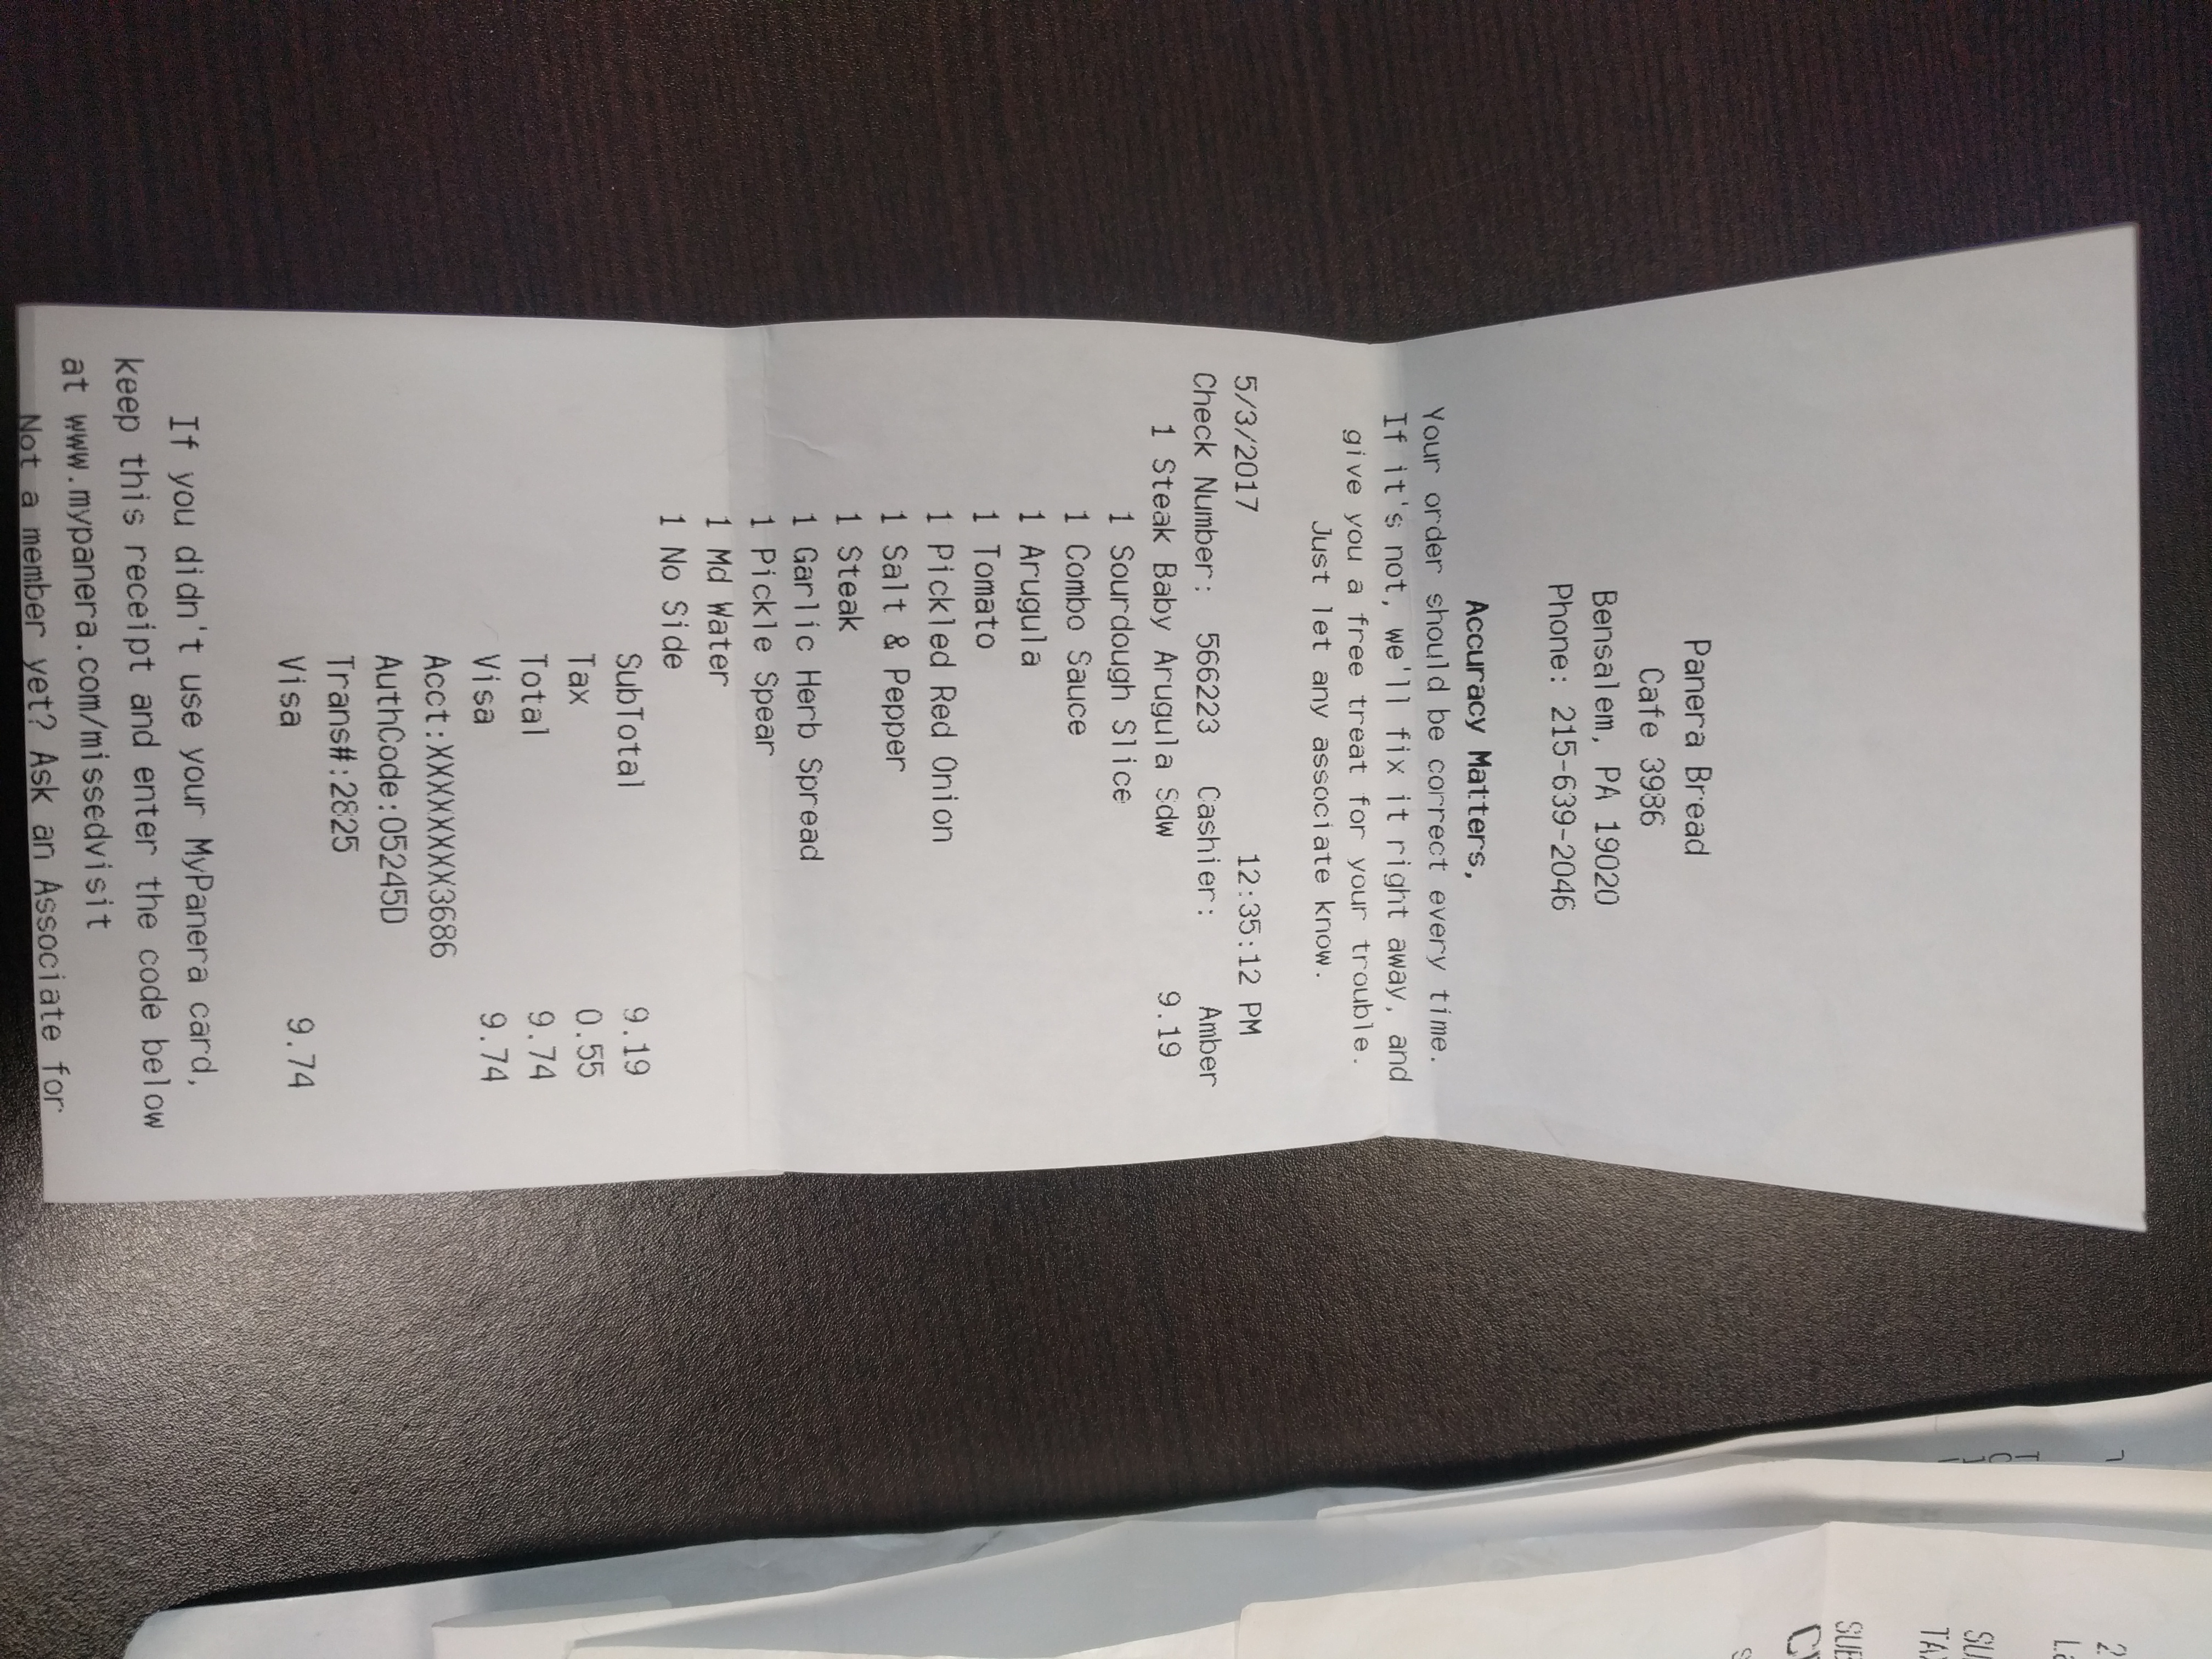 Panera Bread
Cafe 3986
Bensalem, PA 19020
Phone: 215-639-2046
Accuracy Matters,
Your order should be correct every time.
If it's not, we'll fix it right away, and
give you a free treat for your trouble.
Just let any associate know.
5/3/2017 12:35:12 PM
Check Number: 566223 Cashier: Amber
1 Steak Baby Arugula Sdw 9.19
1 Sourdough Slice
1 Combo Sauce
1 Arugula
1 Tomato
1 Pickled Red Onion
1 Salt & Pepper
1 Steak
1 Garlic Herb Spread
1 Pickle Spear
1 Md Water
1 No Side
SubTotal 9.19
Tax 0.55
Total 9.74
Visa 9.74
Acct:XXXXXXXX3686
AuthCode:05245D
Trans#:2825
Visa 9.74
If you didn't use your MyPanera card,
keep this receipt and enter the code below
at www.mypanera.com/missedvisit
Not a member yet? Ask an Associate for